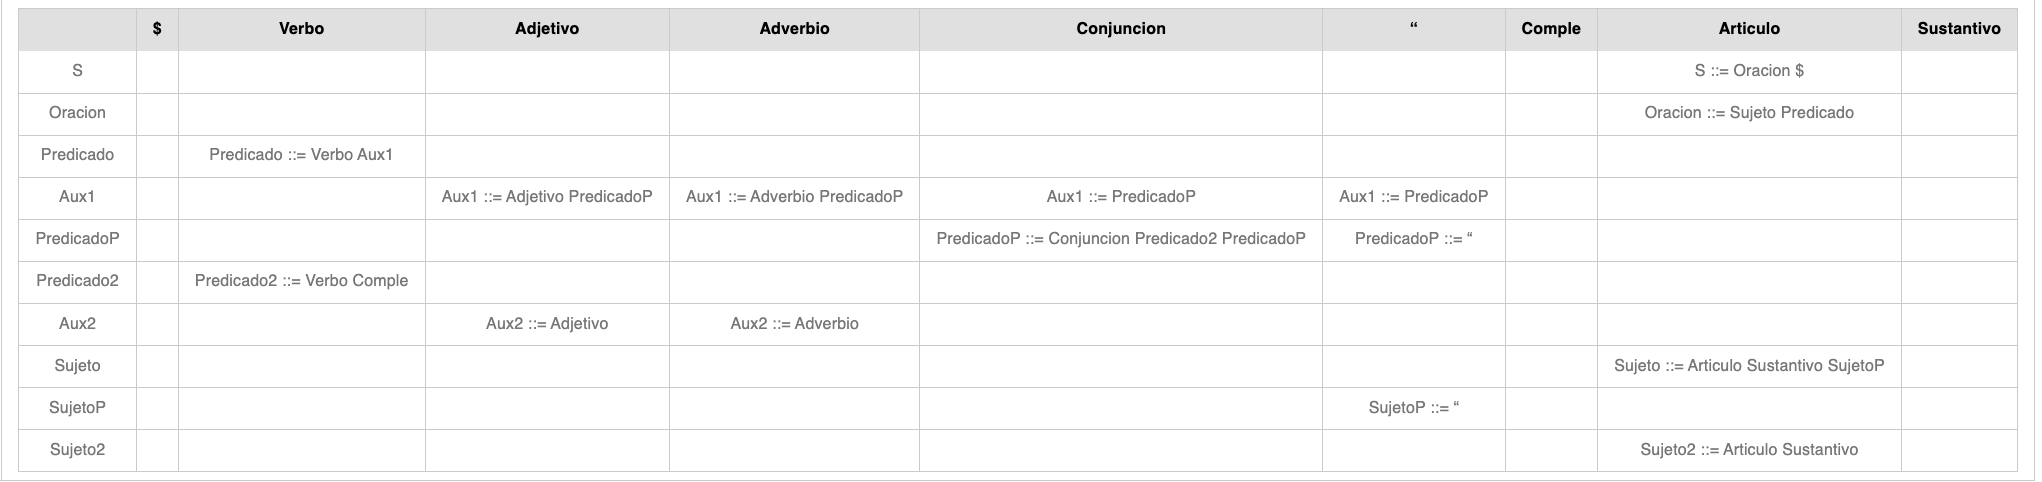 $ Verbo Adjetivo Adverbio Conjuncion “ Comple Articulo Sustantivo
S S ::= Oracion $
Oracion Oracion ::= Sujeto Predicado
Predicado Predicado ::= Verbo Aux1
Aux1 Aux1 ::= Adjetivo PredicadoP Aux1 ::= Adverbio PredicadoP Aux1 ::= PredicadoP Aux1 ::= PredicadoP
PredicadoP PredicadoP ::= Conjuncion Predicado2 PredicadoP PredicadoP ::= “
Predicado2 Predicado2 ::= Verbo Comple
Aux2 Aux2 ::= Adjetivo Aux2 ::= Adverbio
Sujeto Sujeto ::= Articulo Sustantivo SujetoP
SujetoP SujetoP ::= “
Sujeto2 Sujeto2 ::= Articulo Sustantivo